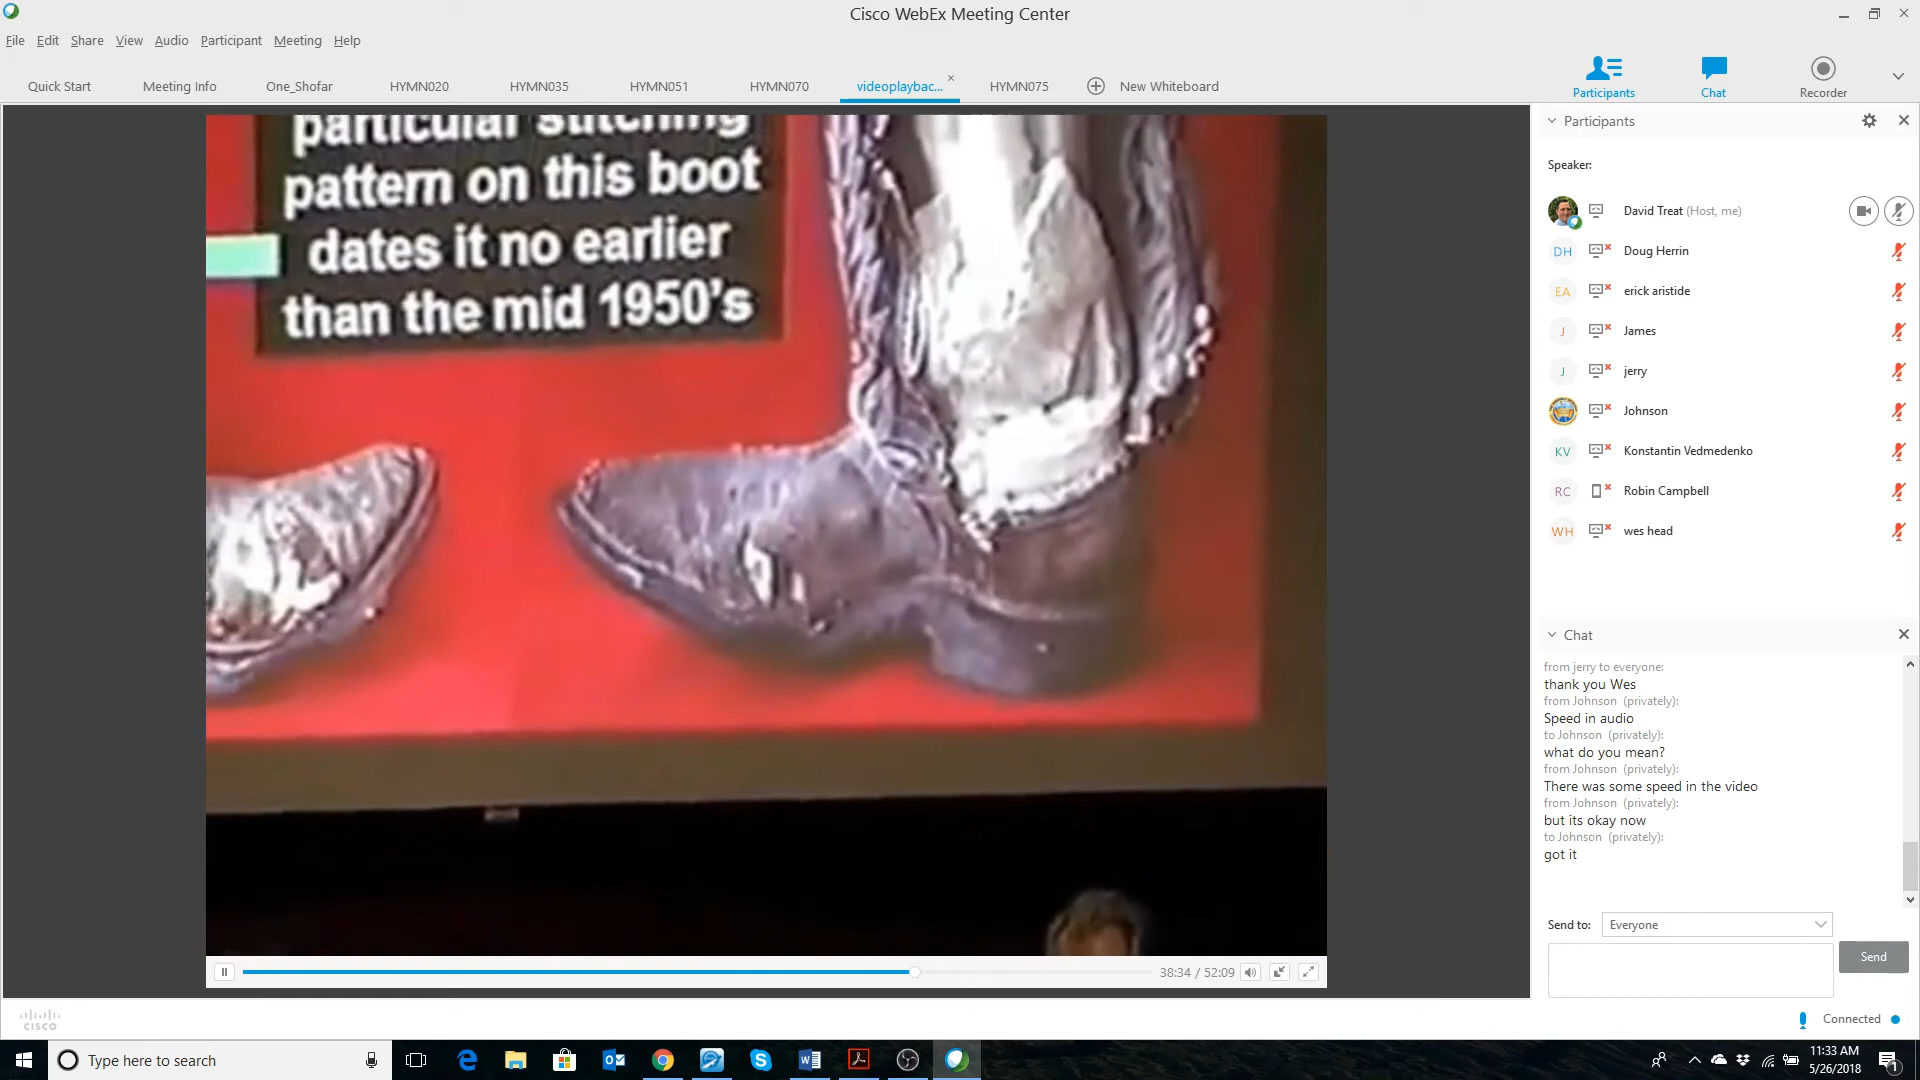 Cisco WebEx Meeting Center
File Edit Share View Audio Participant Meeting Help
Quick Start Meeting Info One_Shofar HYMN020 HYMN035 HYMN051 HYMN070 videoplaybac... HYMN075 New Whiteboard
Participants Chat Recorder
particular stitching
pattern on this boot
dates it no earlier
than the mid 1950's
38:34 / 52:09
Participants
Speaker:
David Treat (Host, me)
DH Doug Herrin
EA erick aristide
J James
J jerry
Johnson
KV Konstantin Vedmedenko
RC Robin Campbell
WH wes head
Chat
from jerry to everyone:
thank you Wes
from Johnson (privately):
Speed in audio
to Johnson (privately):
what do you mean?
from Johnson (privately):
There was some speed in the video
from Johnson (privately):
but its okay now
to Johnson (privately):
got it
Send to: Everyone
Send
CISCO
Connected
Type here to search
11:33 AM
5/26/2018
1